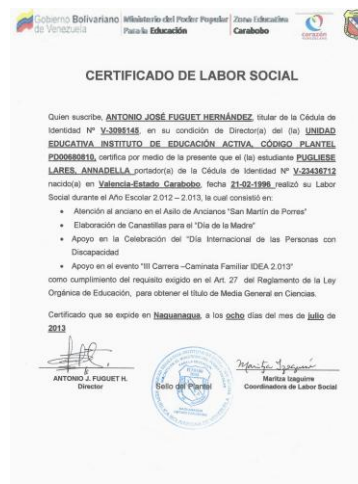 Gobierno Bolivariano Ministerio del Poder Popular Zona Educativa
de Venezuela Para la Educación Carabobo
CERTIFICADO DE LABOR SOCIAL
Quien suscribe, ANTONIO JOSÉ FUGUET HERNÁNDEZ, titular de la Cédula de
Identidad Nº V-3095145, en su condición de Director(a) del (la) UNIDAD
EDUCATIVA INSTITUTO DE EDUCACIÓN ACTIVA, CÓDIGO PLANTEL
PD00680810, certifica por medio de la presente que el (la) estudiante PUGLIESE
LARES, ANNADELLA portador(a) de la Cédula de Identidad Nº V-23436712
nacido(a) en Valencia-Estado Carabobo, fecha 21-02-1996 realizó su Labor
Social durante el Año Escolar 2.012 – 2.013, la cual consistió en:
• Atención al anciano en el Asilo de Ancianos "San Martín de Porres"
• Elaboración de Canastillas para el "Día de la Madre"
• Apoyo en la Celebración del "Día Internacional de las Personas con
Discapacidad
• Apoyo en el evento "III Carrera –Caminata Familiar IDEA 2.013"
como cumplimiento del requisito exigido en el Art. 27 del Reglamento de la Ley
Orgánica de Educación, para obtener el título de Media General en Ciencias.
Certificado que se expide en Naguanagua, a los ocho días del mes de julio de
2013
Maritza Izaguirre
ANTONIO J. FUGUET H. Sello del Plantel Maritza Izaguirre
Director Coordinadora de Labor Social